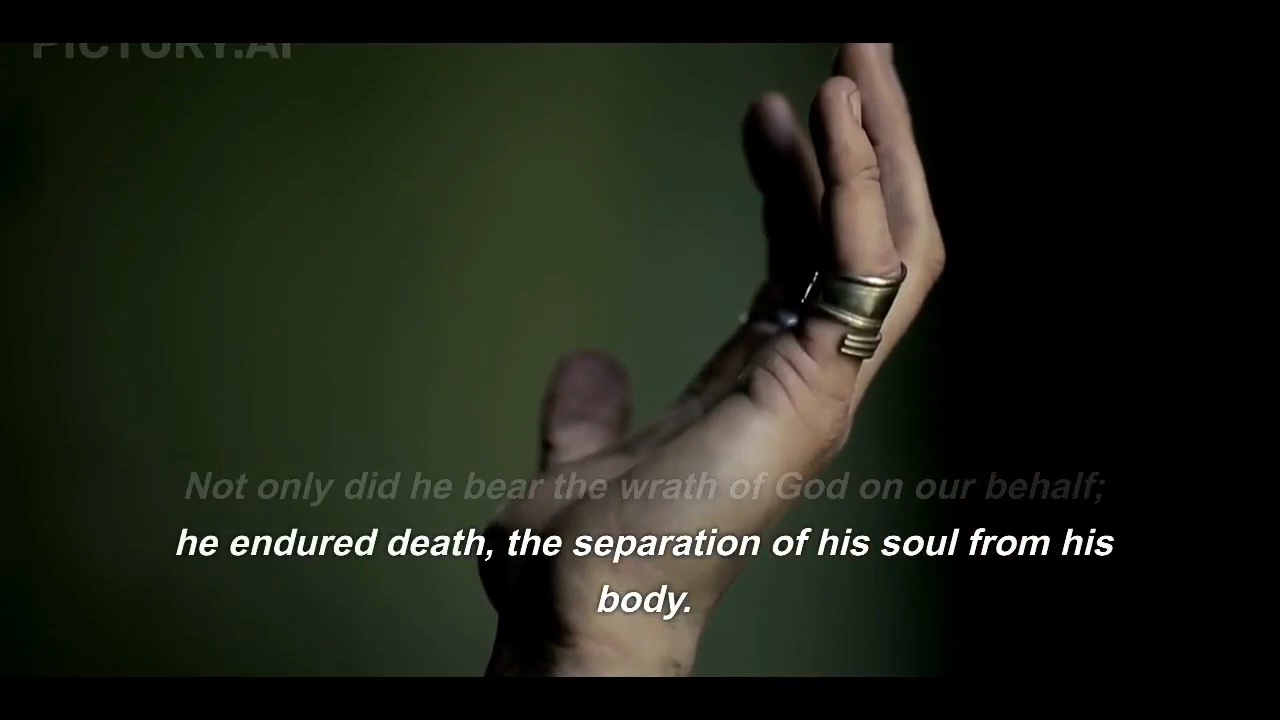 PICTORY.AI
Not only did he bear the wrath of God on our behalf;
he endured death, the separation of his soul from his
body.